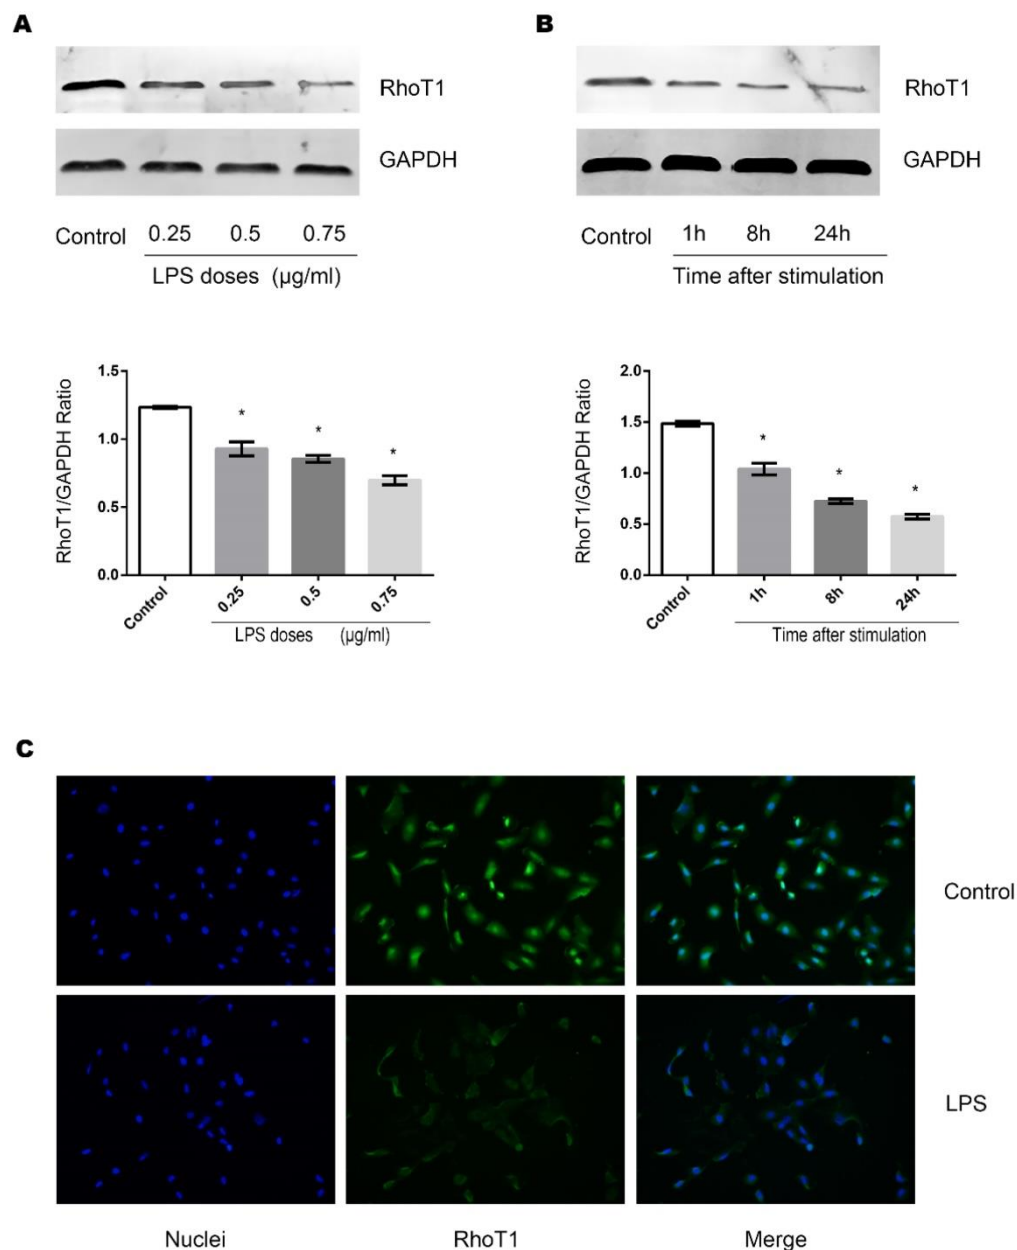 A
RhoT1
GAPDH
Control 0.25 0.5 0.75
LPS doses (µg/ml)
B
RhoT1
GAPDH
Control 1h 8h 24h
Time after stimulation
RhoT1/GAPDH Ratio
1.5
1.0
0.5
0.0
*
*
*
Control
0.25
0.5
0.75
LPS doses (µg/ml)
RhoT1/GAPDH Ratio
2.0
1.5
1.0
0.5
0.0
*
*
*
Control
1h
8h
24h
Time after stimulation
C
Control
LPS
Nuclei RhoT1 Merge